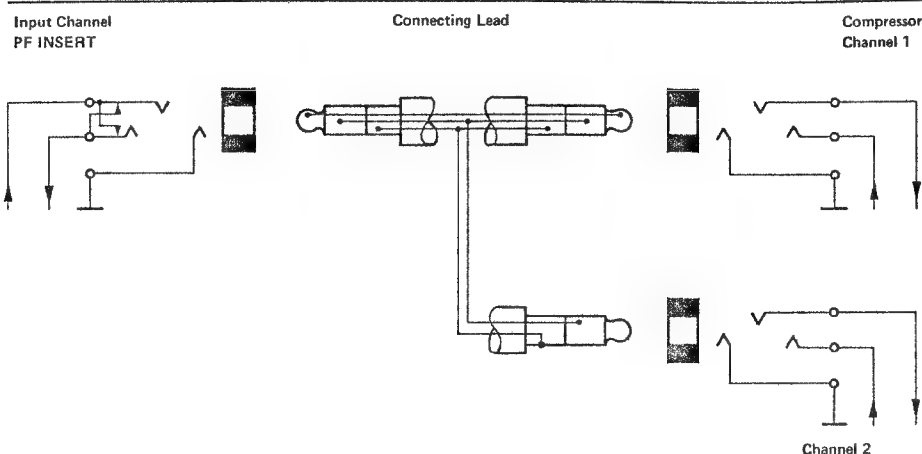 Input Channel
PF INSERT
Connecting Lead
Compressor
Channel 1
Channel 2